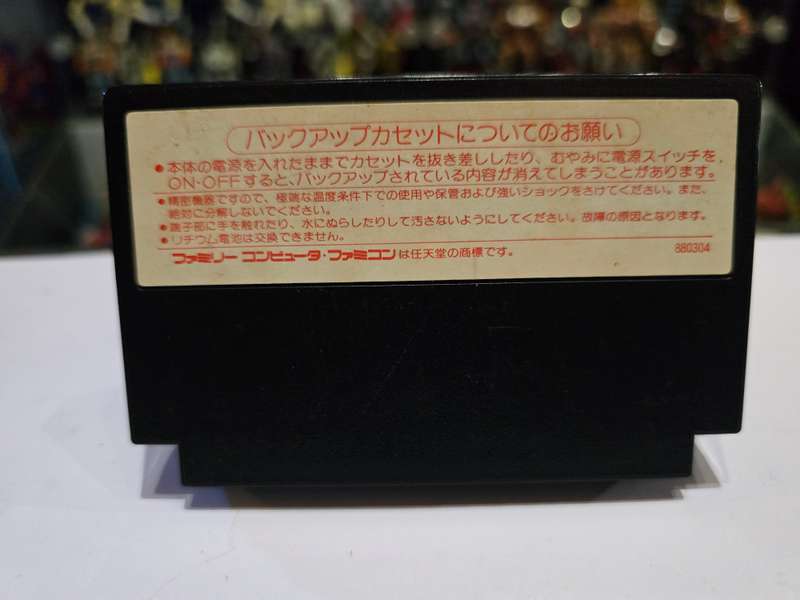 バックアップカセットについてのお願い
●本体の電源を入れたままでカセットを抜き差ししたり、むやみに電源スイッチを
ON・OFFすると、バックアップされている内容が消えてしまうことがあります。
●精密機器ですので、極端な温度条件下での使用や保管および強いショックをさけてください。また、
絶対に分解しないでください。
●端子部に手を触れたり、水にぬらしたりして汚さないようにしてください。故障の原因となります。
●リチウム電池は交換できません。
ファミリーコンピュータ・ファミコンは任天堂の商標です。
880304